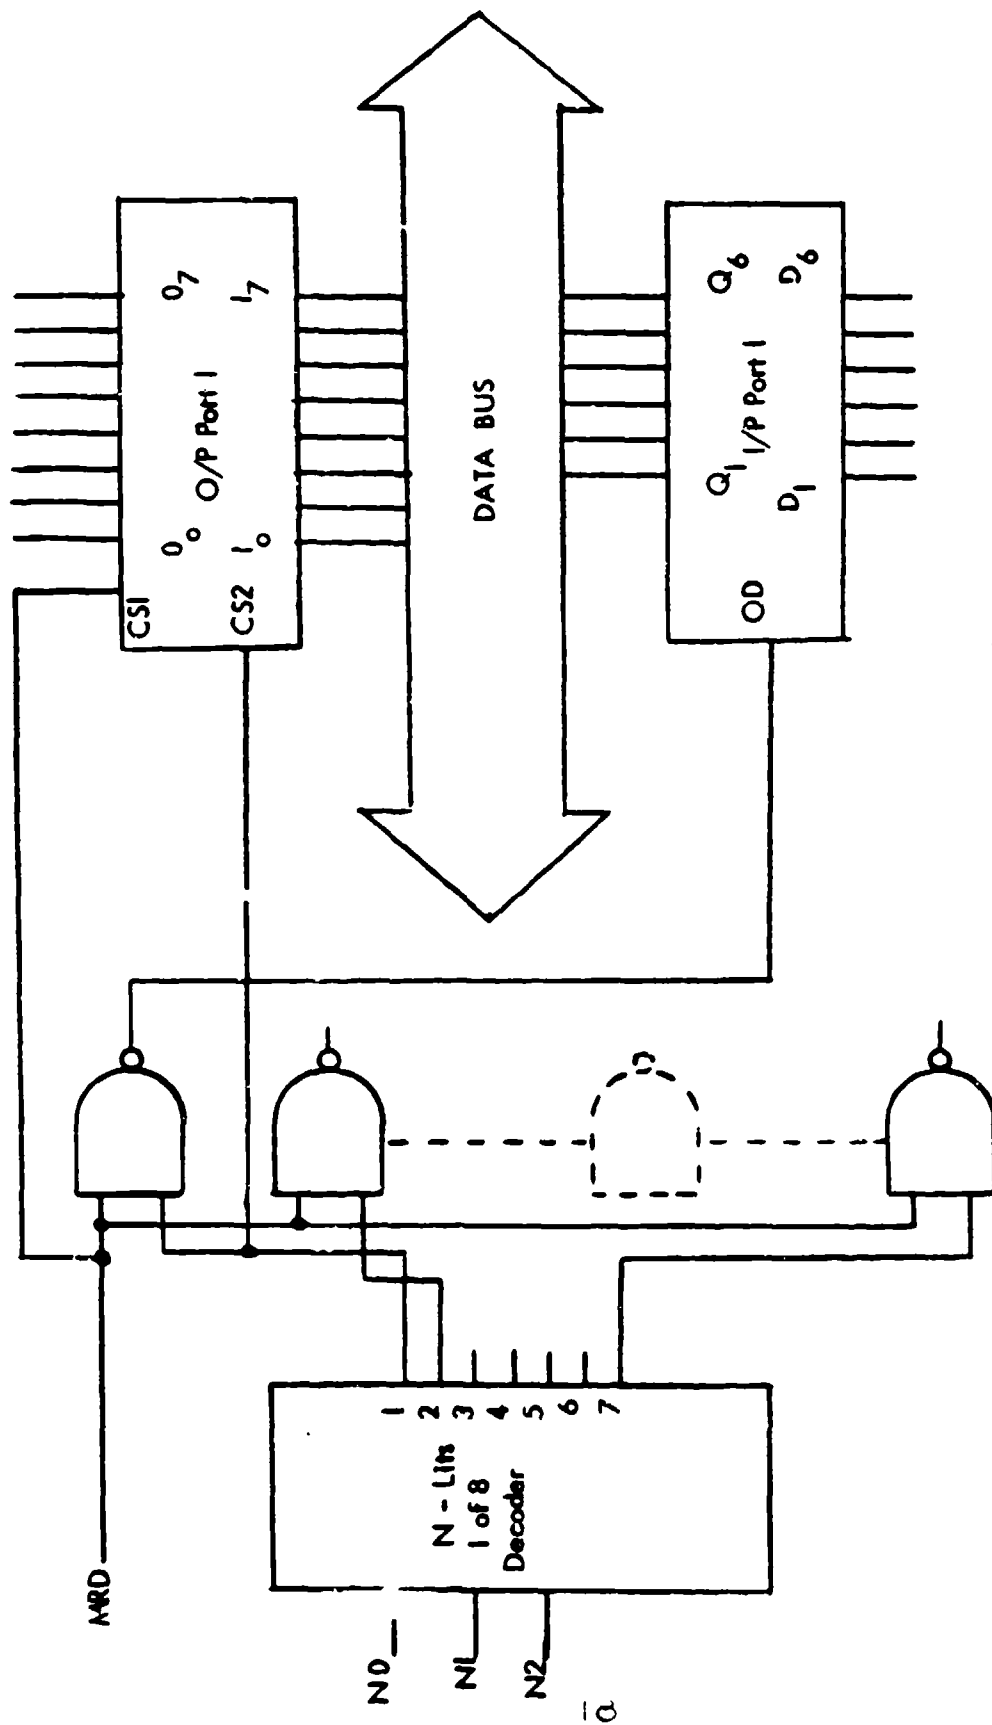 MRD
N0
N1
N2
N - Lits
1 of 8
Decoder
1
2
3
4
5
6
7
CS1
CS2
O0
O7
O/P Port 1
I0
I7
DATA BUS
Q1
Q6
I/P Port 1
OD
D1
D6